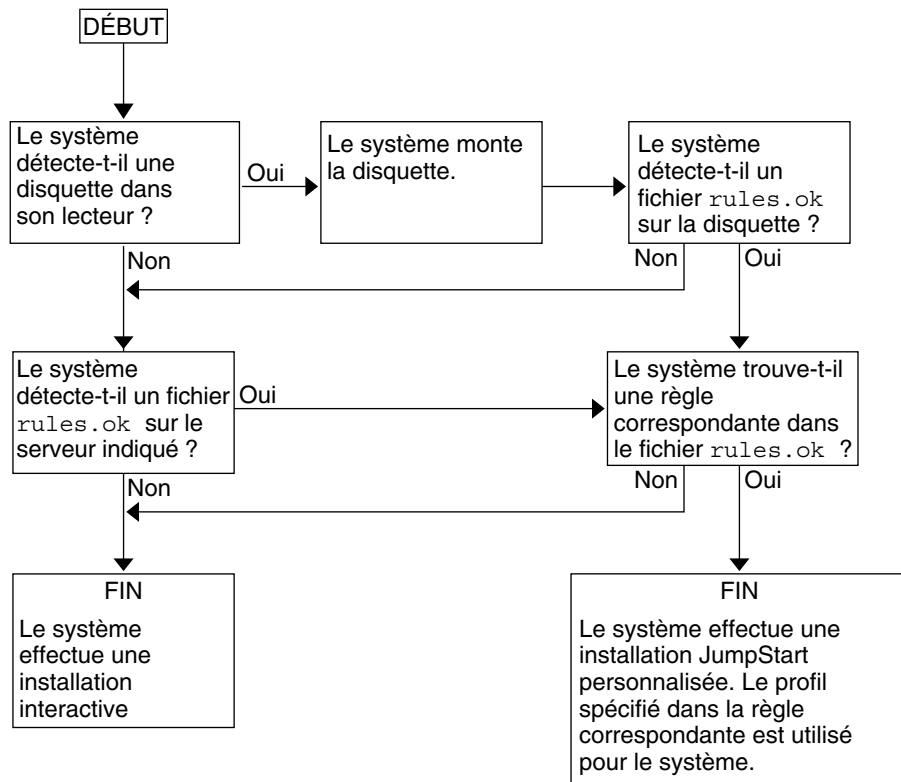 DÉBUT
Le système
détecte-t-il une
disquette dans
son lecteur ?
Oui
Le système monte
la disquette.
Le système
détecte-t-il un
fichier rules.ok
sur la disquette ?
Non
Non
Oui
Le système
détecte-t-il un fichier
rules.ok sur le
serveur indiqué ?
Oui
Le système trouve-t-il
une règle
correspondante dans
le fichier rules.ok ?
Non
Non
Oui
FIN
Le système
effectue une
installation
interactive
FIN
Le système effectue une
installation JumpStart
personnalisée. Le profil
spécifié dans la règle
correspondante est utilisé
pour le système.